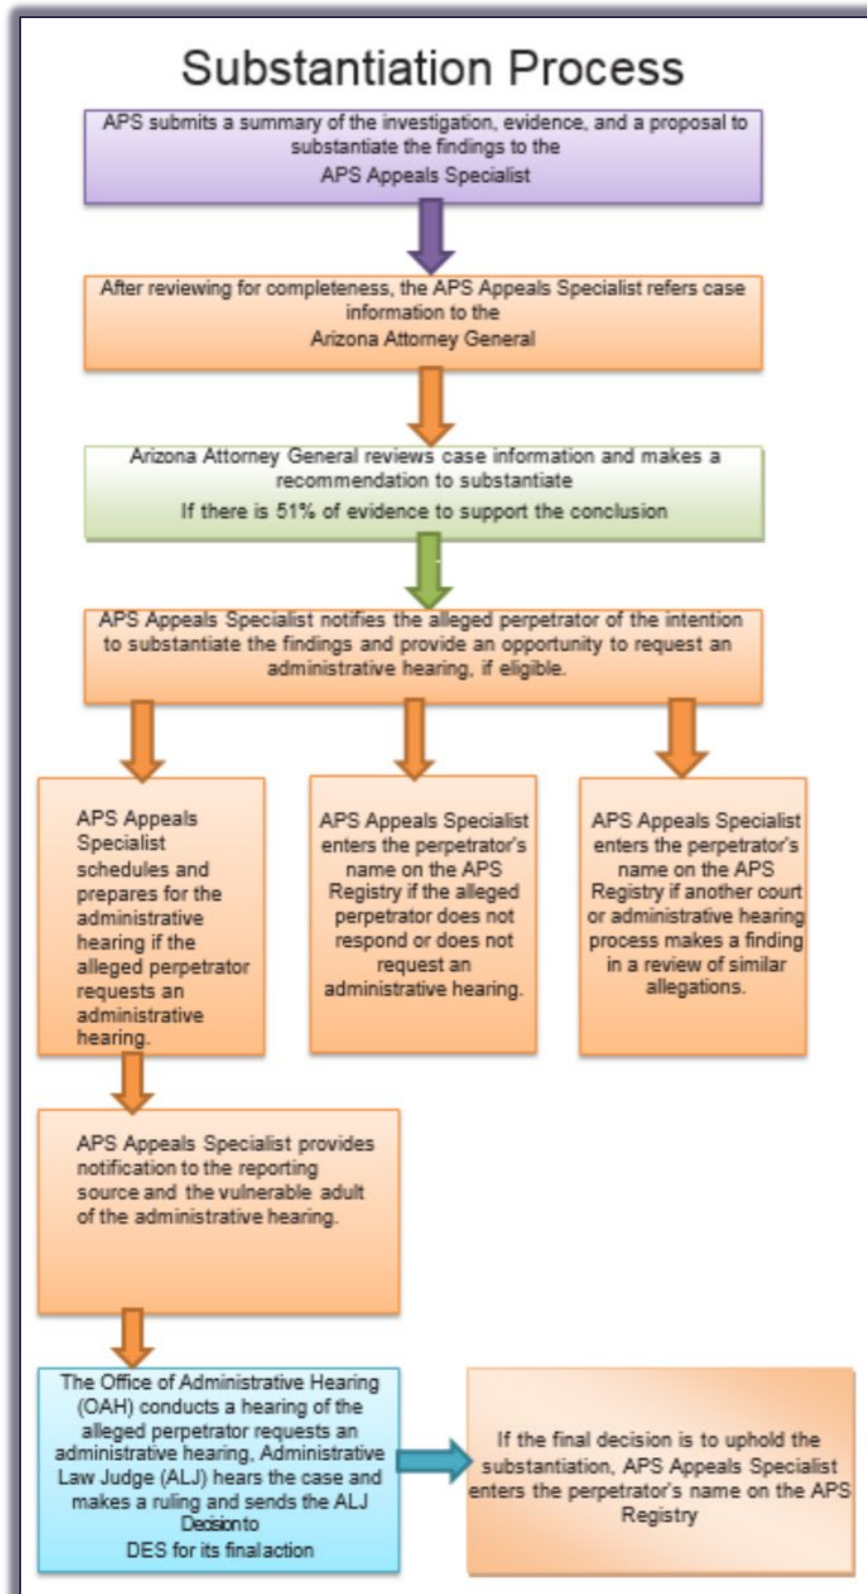 Substantiation Process
APS submits a summary of the investigation, evidence, and a proposal to
substantiate the findings to the
APS Appeals Specialist
After reviewing for completeness, the APS Appeals Specialist refers case
information to the
Arizona Attorney General
Arizona Attorney General reviews case information and makes a
recommendation to substantiate
If there is 51% of evidence to support the conclusion
APS Appeals Specialist notifies the alleged perpetrator of the intention
to substantiate the findings and provide an opportunity to request an
administrative hearing, if eligible.
APS Appeals
Specialist
schedules and
prepares for the
administrative
hearing if the
alleged perpetrator
requests an
administrative
hearing.
APS Appeals Specialist
enters the perpetrator's
name on the APS
Registry if the alleged
perpetrator does not
respond or does not
request an
administrative hearing.
APS Appeals Specialist
enters the perpetrator's
name on the APS
Registry if another court
or administrative hearing
process makes a finding
in a review of similar
allegations.
APS Appeals Specialist provides
notification to the reporting
source and the vulnerable adult
of the administrative hearing.
The Office of Administrative Hearing
(OAH) conducts a hearing of the
alleged perpetrator requests an
administrative hearing, Administrative
Law Judge (ALJ) hears the case and
makes a ruling and sends the ALJ
Decision to
DES for its final action
If the final decision is to uphold the
substantiation, APS Appeals Specialist
enters the perpetrator's name on the APS
Registry